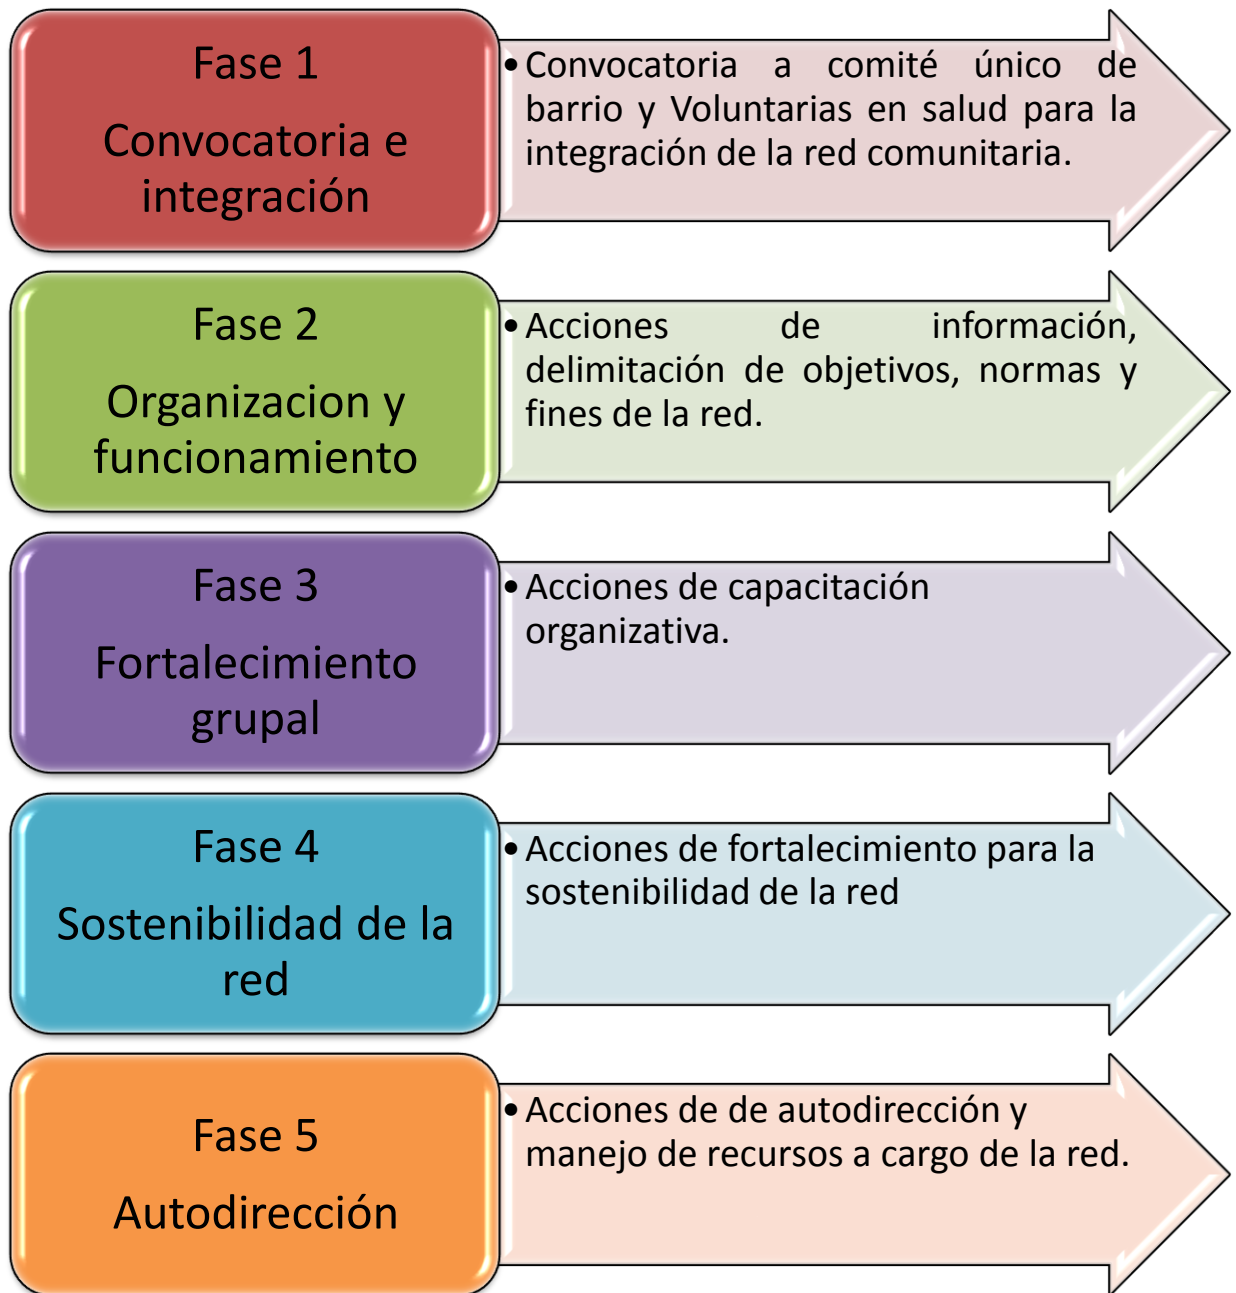 Fase 1
Convocatoria e
integración
•Convocatoria a comité único de
barrio y Voluntarias en salud para la
integración de la red comunitaria.
Fase 2
Organizacion y
funcionamiento
•Acciones de información,
delimitación de objetivos, normas y
fines de la red.
Fase 3
Fortalecimiento
grupal
•Acciones de capacitación
organizativa.
Fase 4
Sostenibilidad de la
red
•Acciones de fortalecimiento para la
sostenibilidad de la red
Fase 5
Autodirección
•Acciones de de autodirección y
manejo de recursos a cargo de la red.